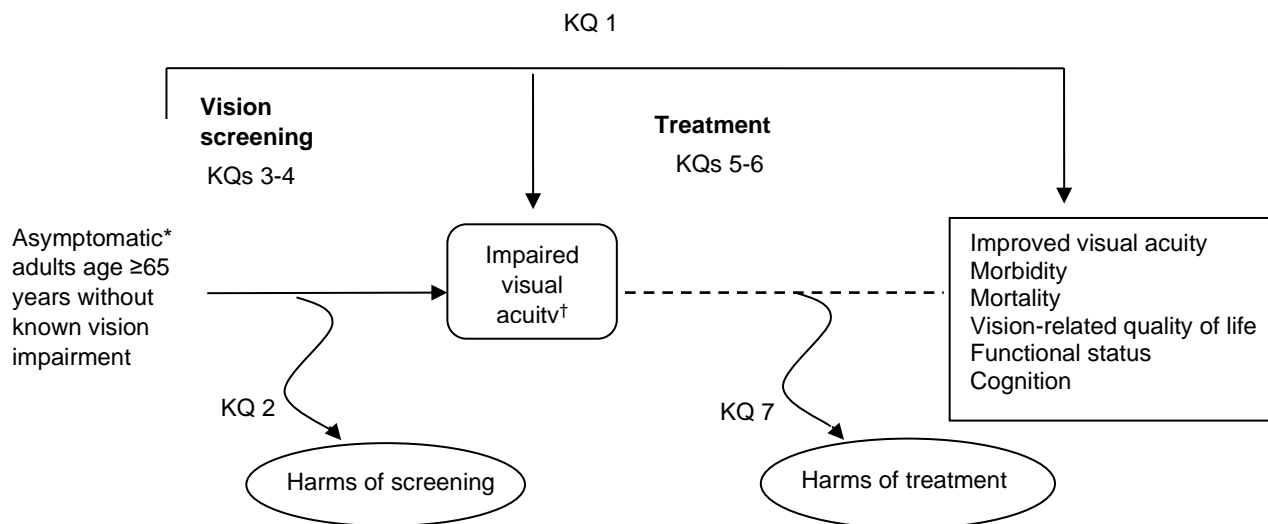 KQ 1
Vision
screening
KQs 3-4
Treatment
KQs 5-6
Asymptomatic*
adults age ≥65
years without
known vision
impairment
Impaired
visual
acuity†
Improved visual acuity
Morbidity
Mortality
Vision-related quality of life
Functional status
Cognition
KQ 2
KQ 7
Harms of screening
Harms of treatment